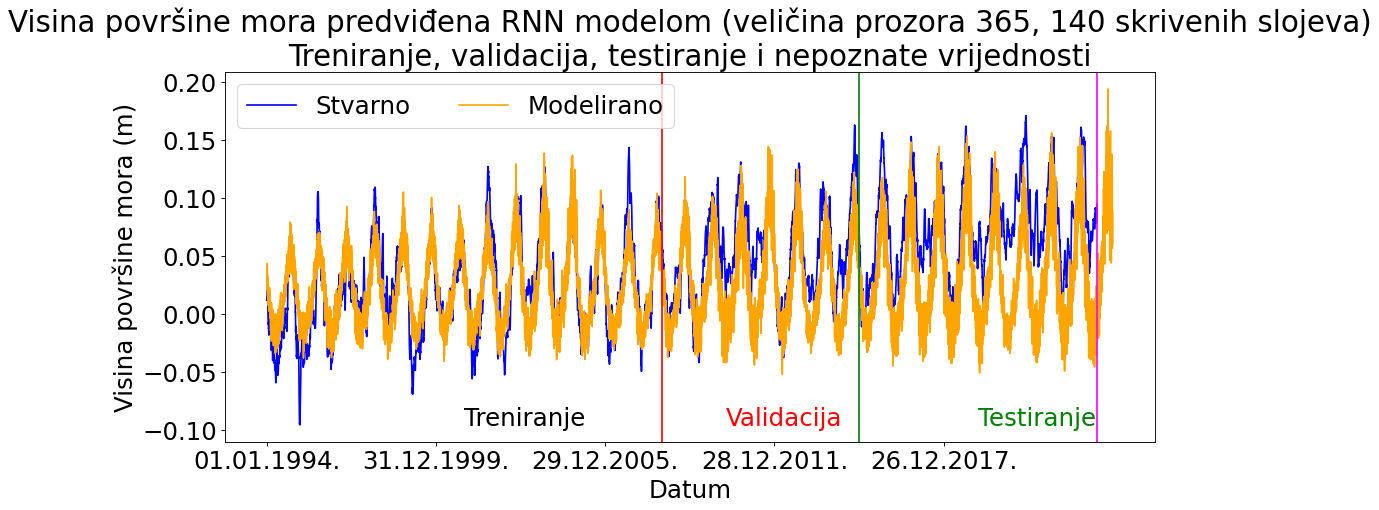 Visina površine mora predviđena RNN modelom (veličina prozora 365, 140 skrivenih slojeva)
Treniranje, validacija, testiranje i nepoznate vrijednosti
Stvarno Modelirano
Visina površine mora (m)
0.20
0.15
0.10
0.05
0.00
−0.05
−0.10
Treniranje Validacija Testiranje
01.01.1994. 31.12.1999. 29.12.2005. 28.12.2011. 26.12.2017.
Datum